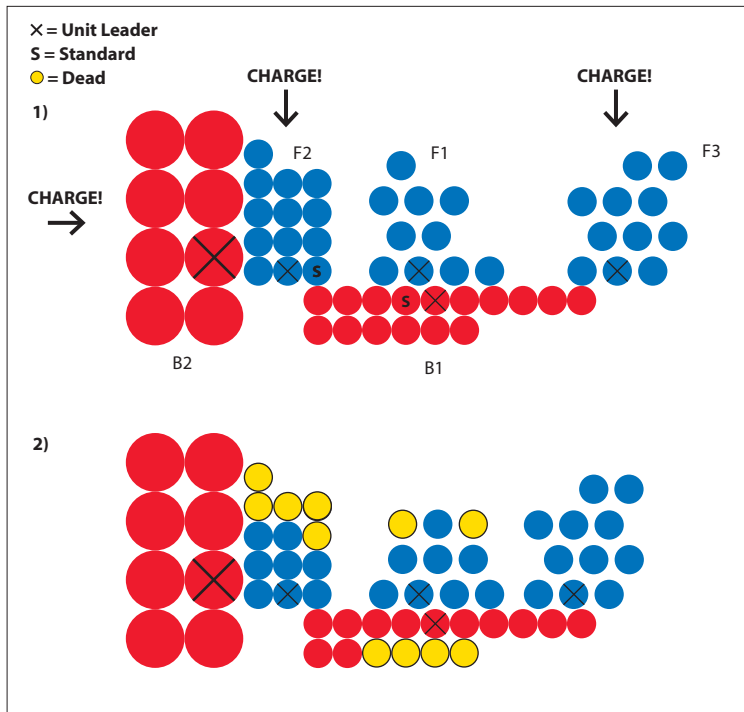 × = Unit Leader
S = Standard
= Dead
CHARGE!
CHARGE!
1)
F2
F1
F3
CHARGE!
S
S
B2
B1
2)